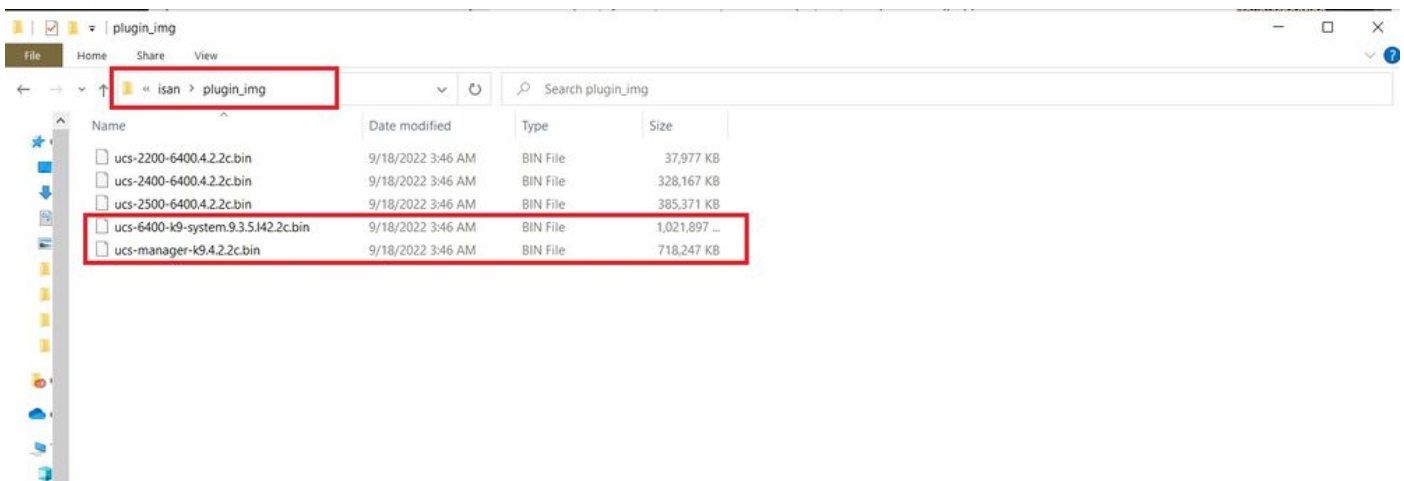 plugin_img
File Home Share View
« isan > plugin_img Search plugin_img
Name Date modified Type Size
ucs-2200-6400.4.2.2c.bin 9/18/2022 3:46 AM BIN File 37,977 KB
ucs-2400-6400.4.2.2c.bin 9/18/2022 3:46 AM BIN File 328,167 KB
ucs-2500-6400.4.2.2c.bin 9/18/2022 3:46 AM BIN File 385,371 KB
ucs-6400-k9-system.9.3.5.I42.2c.bin 9/18/2022 3:46 AM BIN File 1,021,897 ...
ucs-manager-k9.4.2.2c.bin 9/18/2022 3:46 AM BIN File 718,247 KB